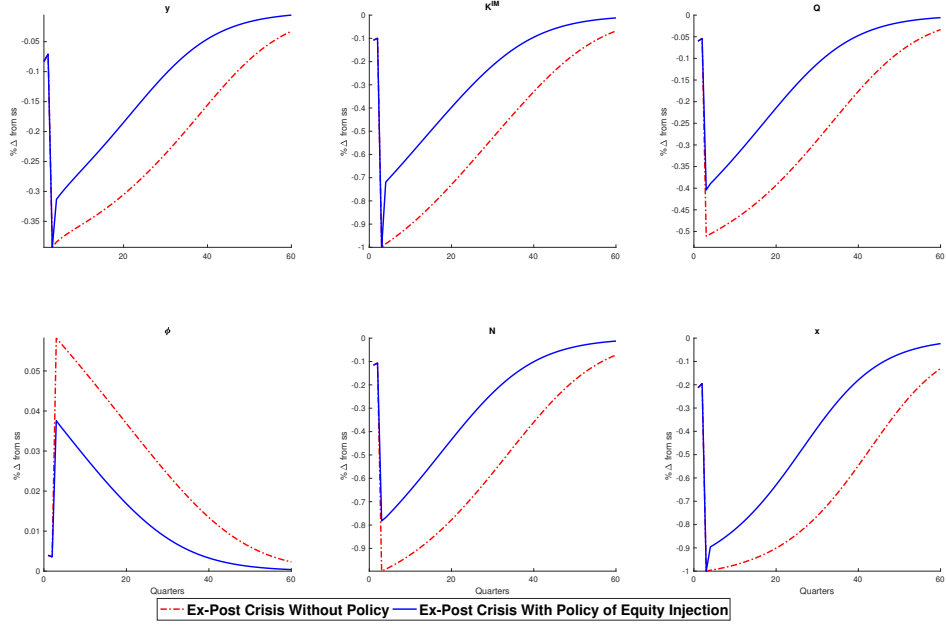 y
K^IM
Q
% Δ from ss
% Δ from ss
% Δ from ss
-0.05
-0.1
-0.15
-0.2
-0.25
-0.3
-0.35
0
-0.1
-0.2
-0.3
-0.4
-0.5
-0.6
-0.7
-0.8
-0.9
-1
0
-0.05
-0.1
-0.15
-0.2
-0.25
-0.3
-0.35
-0.4
-0.45
-0.5
20 40 60
0 20 40 60
0 20 40 60
ϕ
N
x
% Δ from ss
% Δ from ss
% Δ from ss
0.05
0.04
0.03
0.02
0.01
0
0
-0.1
-0.2
-0.3
-0.4
-0.5
-0.6
-0.7
-0.8
-0.9
0
-0.1
-0.2
-0.3
-0.4
-0.5
-0.6
-0.7
-0.8
-0.9
-1
0 20 40 60
0 20 40 60
0 20 40 60
Quarters
Quarters
Quarters
Ex-Post Crisis Without Policy Ex-Post Crisis With Policy of Equity Injection